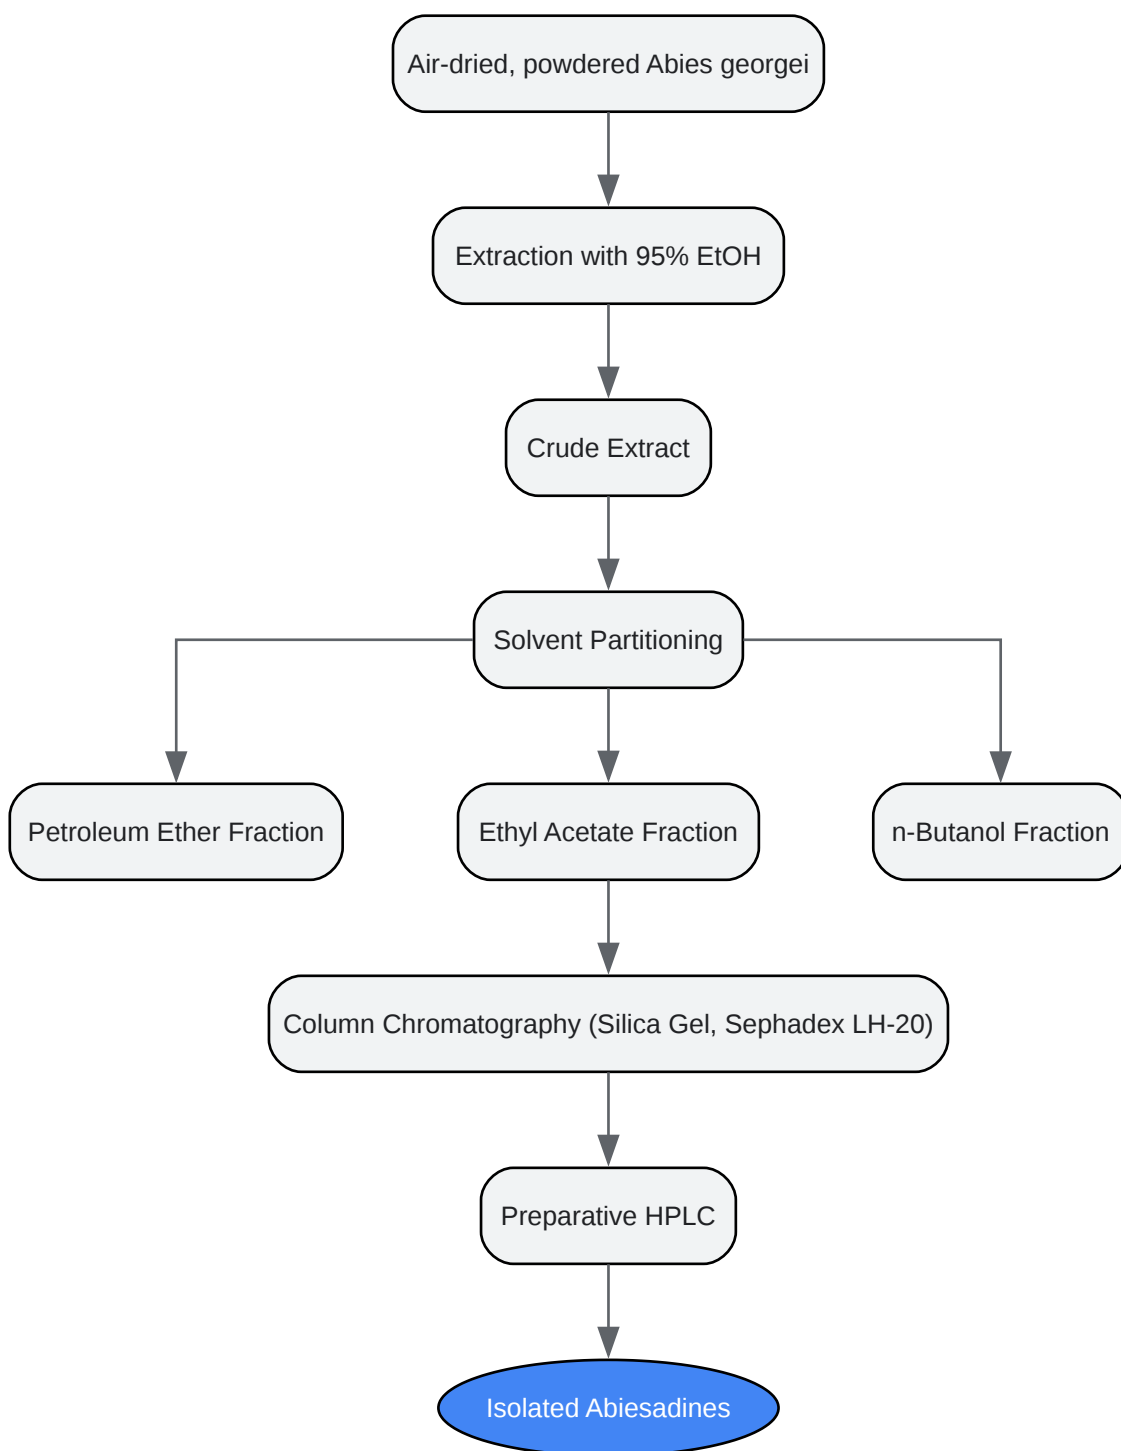 Air-dried, powdered Abies georgei
Extraction with 95% EtOH
Crude Extract
Solvent Partitioning
Petroleum Ether Fraction
Ethyl Acetate Fraction
n-Butanol Fraction
Column Chromatography (Silica Gel, Sephadex LH-20)
Preparative HPLC
Isolated Abiesadines